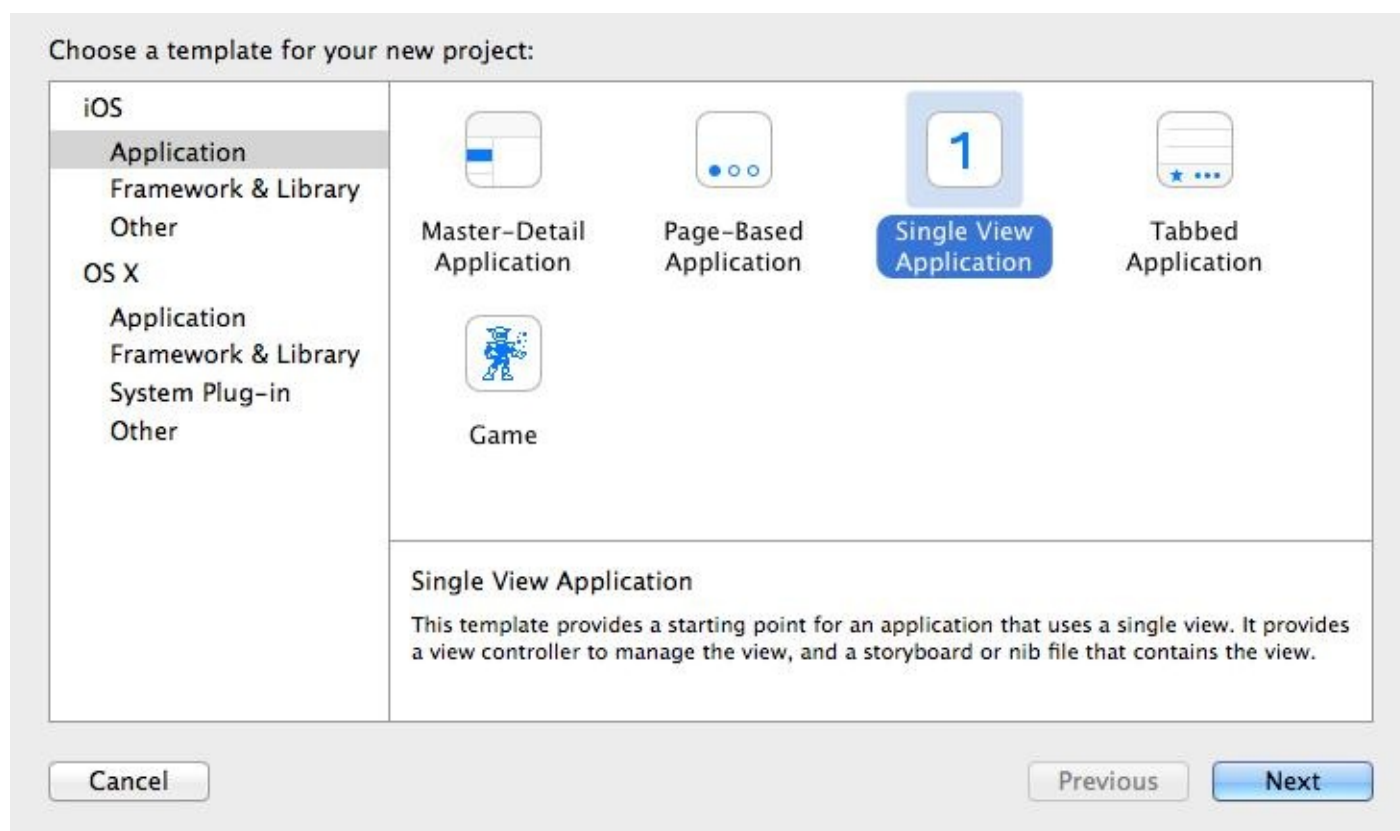 Choose a template for your new project:
iOS
Application
Framework & Library
Other
OS X
Application
Framework & Library
System Plug-in
Other
Master-Detail
Application
Page-Based
Application
1
Single View
Application
Tabbed
Application
Game
Single View Application
This template provides a starting point for an application that uses a single view. It provides
a view controller to manage the view, and a storyboard or nib file that contains the view.
Cancel
Previous
Next